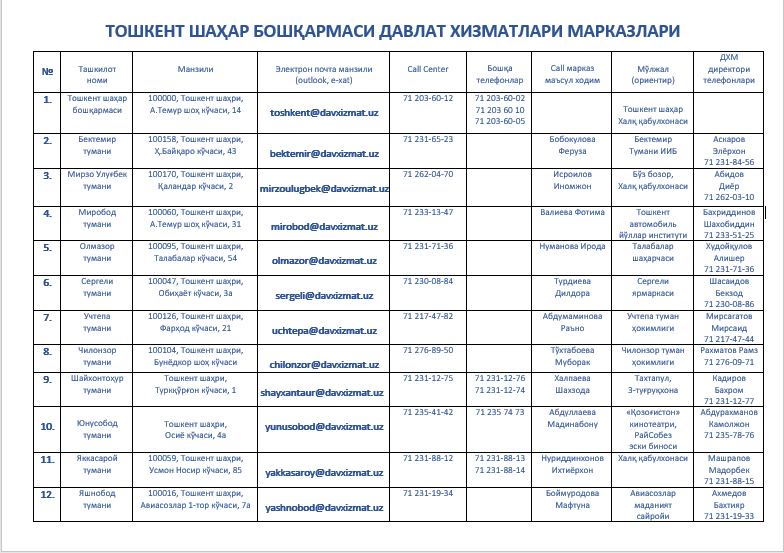 ТОШКЕНТ ШАҲАР БОШҚАРМАСИ ДАВЛАТ ХИЗМАТЛАРИ МАРКАЗЛАРИ
№
Ташкилот
номи
Манзили
Электрон почта манзили
(outlook, e-xat)
Call Center
Бошқа
телефонлар
Call марказ
маъсул ходим
Мўлжал
(ориентир)
ДХМ
директори
телефонлари
1.
Тошкент шаҳар
бошқармаси
100000, Тошкент шаҳри,
А.Темур шоҳ кўчаси, 14
toshkent@davxizmat.uz
71 203-60-12
71 203-60-02
71 203 60 10
71 203-60-05
Тошкент шаҳар
Халқ қабулхонаси
2.
Бектемир
тумани
100158, Тошкент шаҳри,
Ҳ.Байқаро кўчаси, 43
bektemir@davxizmat.uz
71 231-65-23
Бобокулова
Феруза
Бектемир
Тумани ИИБ
Аскаров
Элёрхон
71 231-84-56
3.
Мирзо Улуғбек
тумани
100170, Тошкент шаҳри,
Қаландар кўчаси, 2
mirzoulugbek@davxizmat.uz
71 262-04-70
Исроилов
Иномжон
Бўз бозор,
Халқ қабулхонаси
Абидов
Диёр
71 262-03-10
4.
Миробод
тумани
100060, Тошкент шаҳри,
А.Темур шоҳ кўчаси, 31
mirobod@davxizmat.uz
71 233-13-47
Валиева Фотима
Тошкент
автомобиль
йўллар институти
Бахриддинов
Шахобиддин
71 233-51-25
5.
Олмазор
тумани
100095, Тошкент шаҳри,
Талабалар кўчаси, 54
olmazor@davxizmat.uz
71 231-71-36
Нуманова Ирода
Талабалар
шаҳарчаси
Худойқулов
Алишер
71 231-71-36
6.
Сергели
тумани
100047, Тошкент шаҳри,
Обиҳаёт кўчаси, 3а
sergeli@davxizmat.uz
71 230-08-84
Турдиева
Дилдора
Сергели
ярмаркаси
Шасаидов
Бекзод
71 230-08-86
7.
Учтепа
тумани
100126, Тошкент шаҳри,
Фарҳод кўчаси, 21
uchtepa@davxizmat.uz
71 217-47-82
Абдумаминова
Раъно
Учтепа туман
ҳокимлиги
Мирсагатов
Мирсаид
71 217-47-44
8.
Чилонзор
тумани
100104, Тошкент шаҳри,
Бунёдкор шоҳ кўчаси
chilonzor@davxizmat.uz
71 276-89-50
Тўхтабоева
Муборак
Чилонзор туман
ҳокимлиги
Рахматов Рамз
71 276-09-71
9.
Шайхонтоҳур
тумани
Тошкент шаҳри,
Туркқўрғон кўчаси, 1
shayxantaur@davxizmat.uz
71 231-12-75
71 231-12-76
71 231-12-74
Халпаева
Шахзода
Тахтапул,
3-туғруқхона
Кадиров
Бахром
71 231-12-77
10.
Юнусобод
тумани
Тошкент шаҳри,
Осиё кўчаси, 4а
yunusobod@davxizmat.uz
71 235-41-42
71 235 74 73
Абдуллаева
Мадинабону
«Қозоғистон»
кинотеатри,
РайСобез
эски биноси
Абдурахманов
Камолжон
71 235-78-76
11.
Яккасарой
тумани
100059, Тошкент шаҳри,
Усмон Носир кўчаси, 85
yakkasaroy@davxizmat.uz
71 231-88-12
71 231-88-13
71 231-88-14
Нуриддинхонов
Ихтиёрхон
Халқ қабулхонаси
Машрапов
Мадорбек
71 231-88-15
12.
Яшнобод
тумани
100016, Тошкент шаҳри,
Авиасозлар 1-тор кўчаси, 7а
yashnobod@davxizmat.uz
71 231-19-34
Боймуродова
Мафтуна
Авиасозлар
маданият
сайройи
Ахмедов
Бахтияр
71 231-19-33